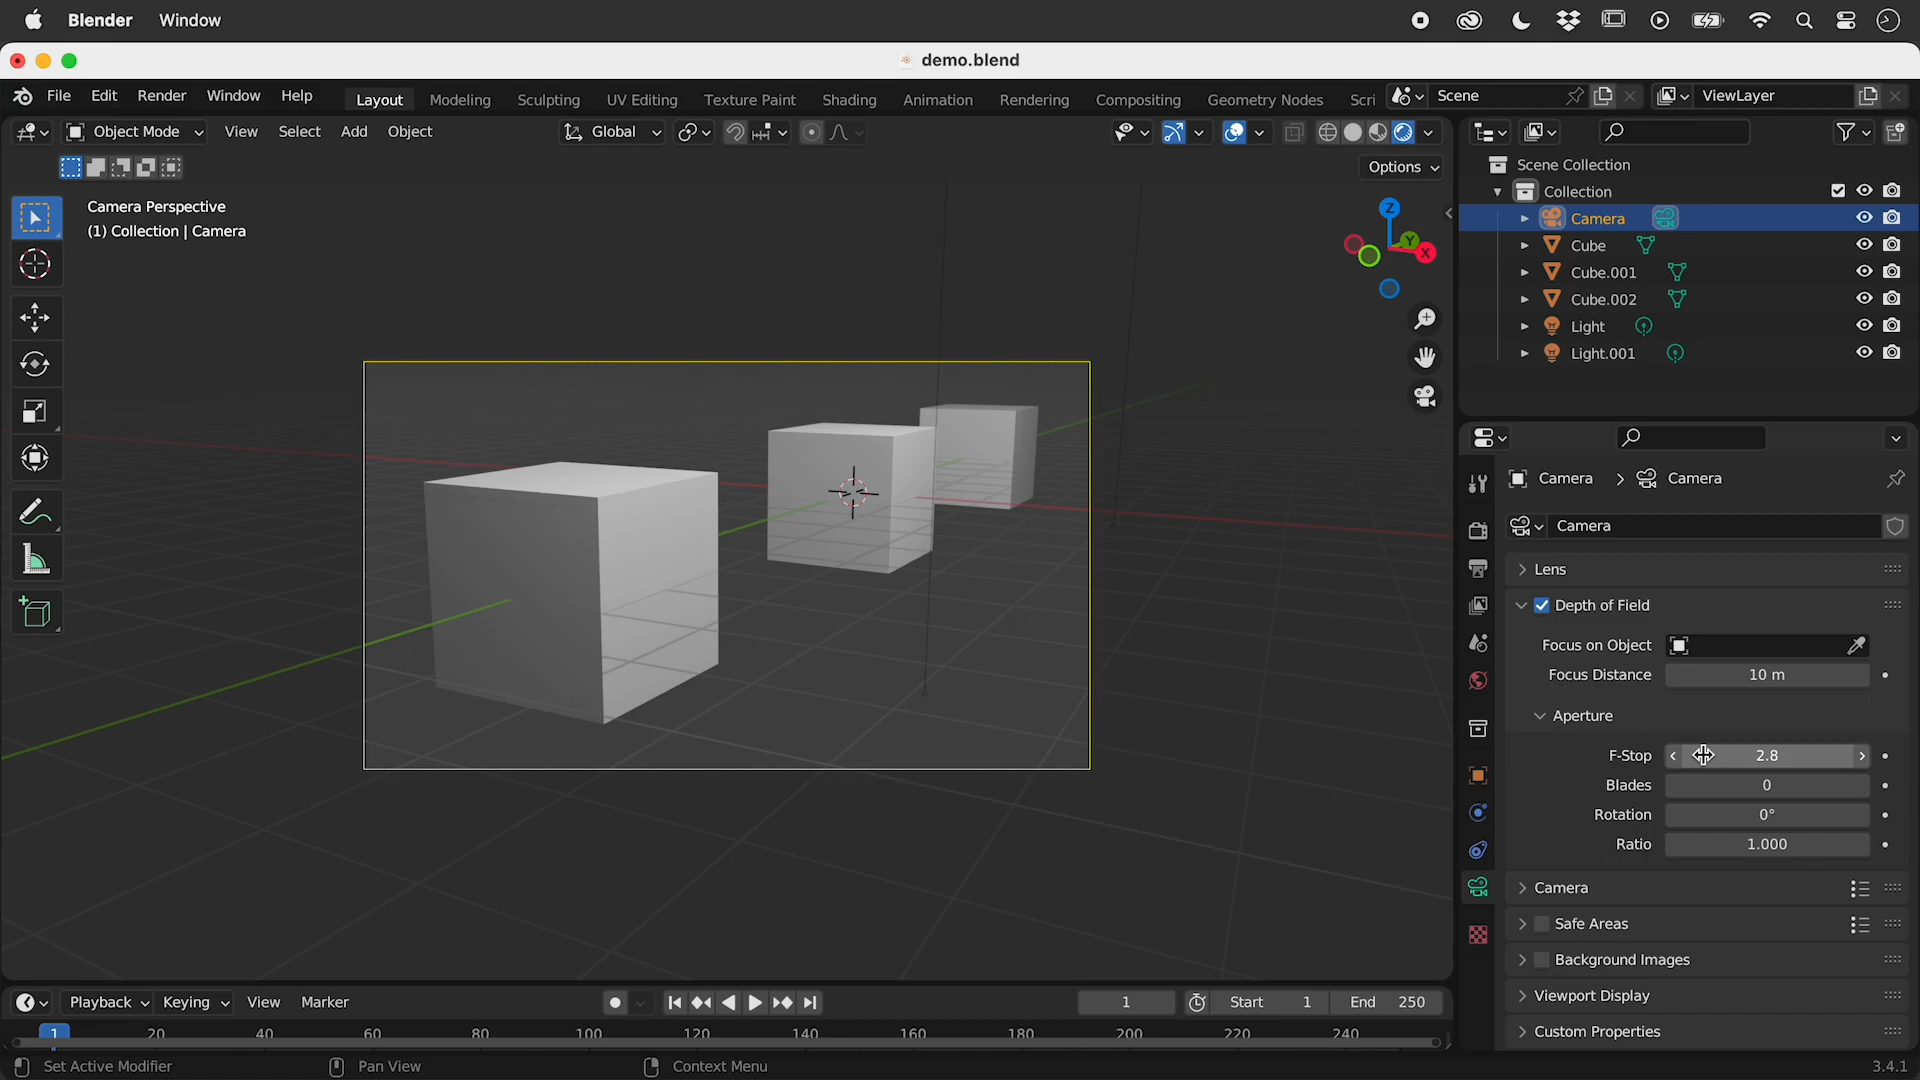 Blender Window
demo.blend
File Edit Render Window Help Layout Modeling Sculpting UV Editing Texture Paint Shading Animation Rendering Compositing Geometry Nodes Scri Scene ViewLayer
Object Mode View Select Add Object Global
Options
Camera Perspective
(1) Collection | Camera
Z
Y
X
Scene Collection
Collection
Camera
Cube
Cube.001
Cube.002
Light
Light.001
Camera Camera
Camera
Lens
Depth of Field
Focus on Object
Focus Distance 10 m
Aperture
F-Stop 2.8
Blades 0
Rotation 0°
Ratio 1.000
Camera
Safe Areas
Background Images
Viewport Display
Custom Properties
Playback Keying View Marker 1 Start 1 End 250
1 20 40 60 80 100 120 140 160 180 200 220 240
Set Active Modifier Pan View Context Menu 3.4.1